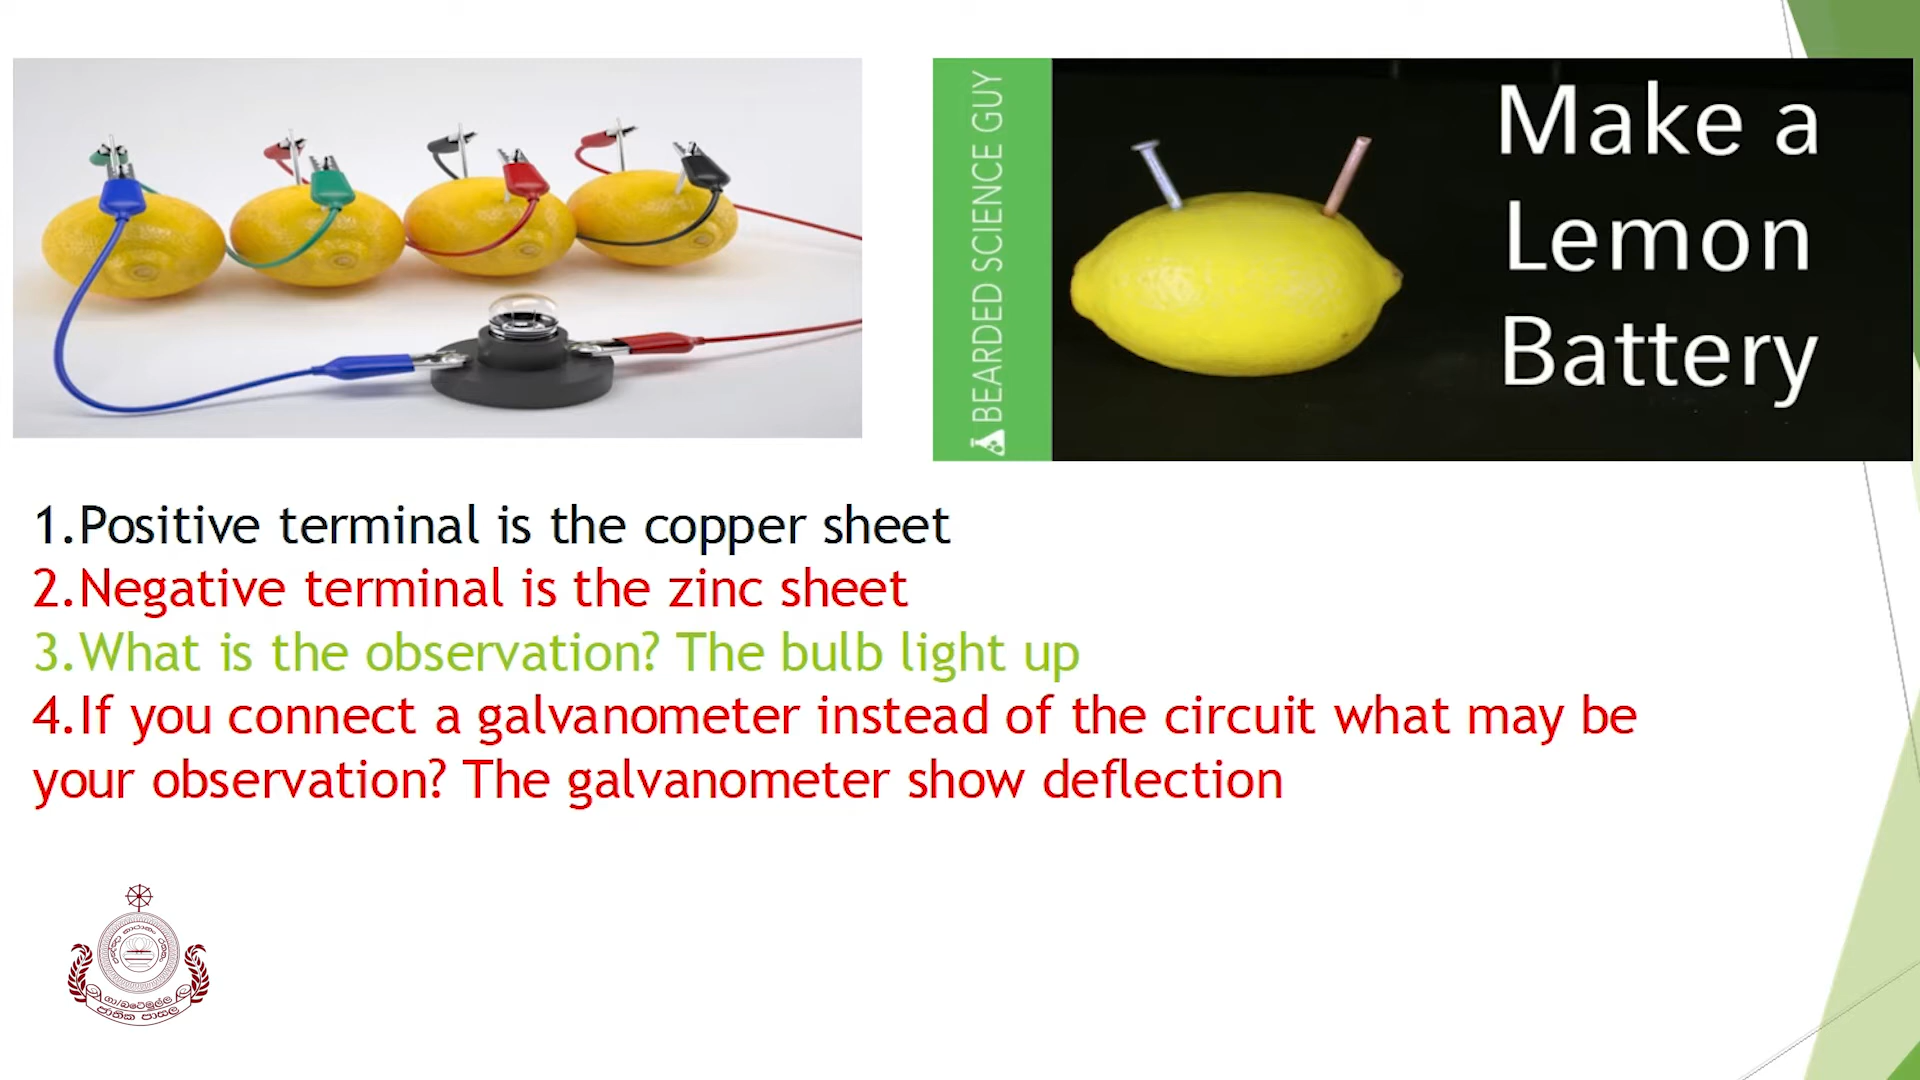 BEARDED SCIENCE GUY
Make a
Lemon
Battery
1.Positive terminal is the copper sheet
2.Negative terminal is the zinc sheet
3.What is the observation? The bulb light up
4.If you connect a galvanometer instead of the circuit what may be
your observation? The galvanometer show deflection
ජාතික පාසල